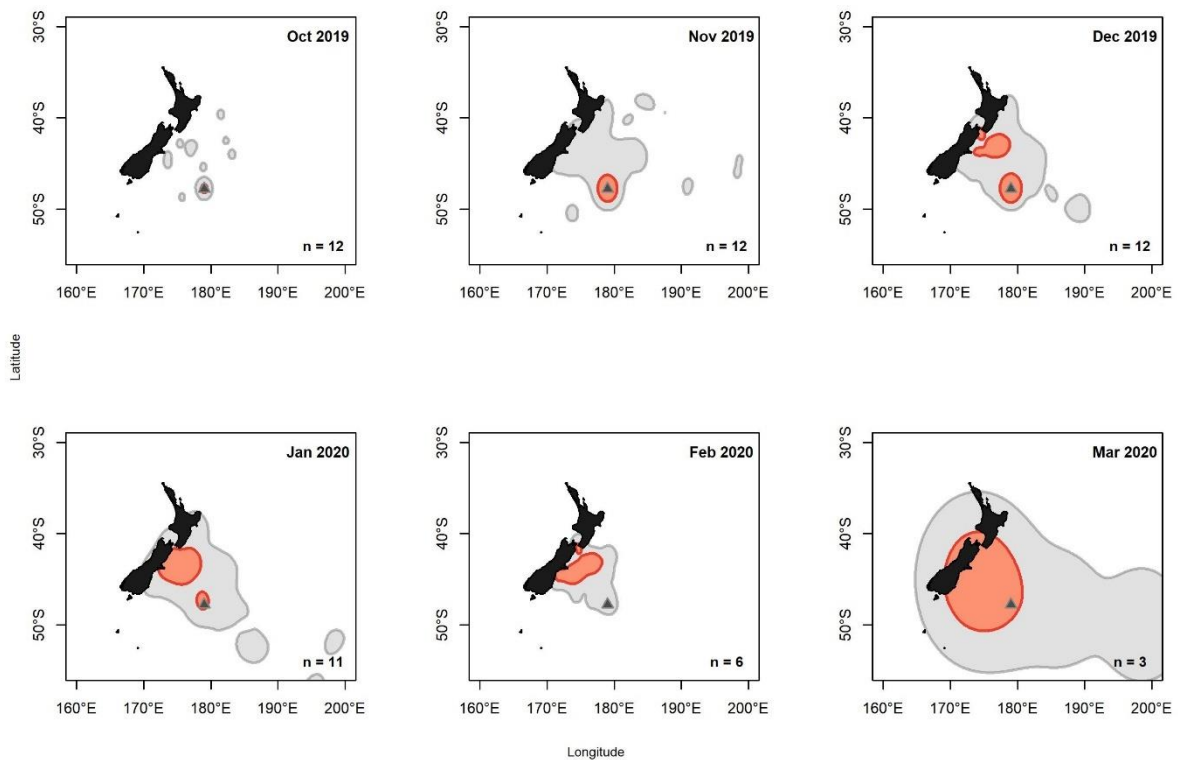 Oct 2019
30°S
40°S
50°S
n = 12
160°E 170°E 180°E 190°E 200°E
Nov 2019
30°S
40°S
50°S
n = 12
160°E 170°E 180°E 190°E 200°E
Dec 2019
30°S
40°S
50°S
n = 12
160°E 170°E 180°E 190°E 200°E
Latitude
Jan 2020
30°S
40°S
50°S
n = 11
160°E 170°E 180°E 190°E 200°E
Feb 2020
30°S
40°S
50°S
n = 6
160°E 170°E 180°E 190°E 200°E
Mar 2020
30°S
40°S
50°S
n = 3
160°E 170°E 180°E 190°E 200°E
Longitude